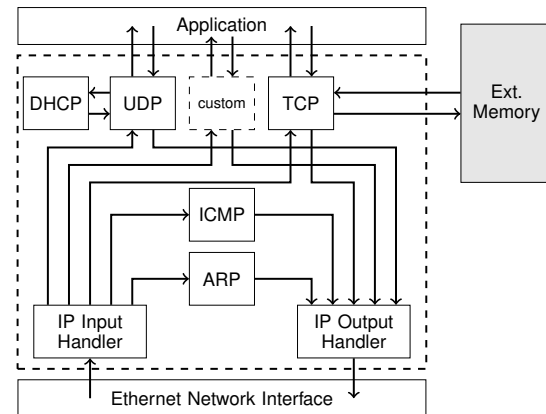 Application
DHCP
UDP
custom
TCP
Ext.
Memory
ICMP
ARP
IP Input
Handler
IP Output
Handler
Ethernet Network Interface